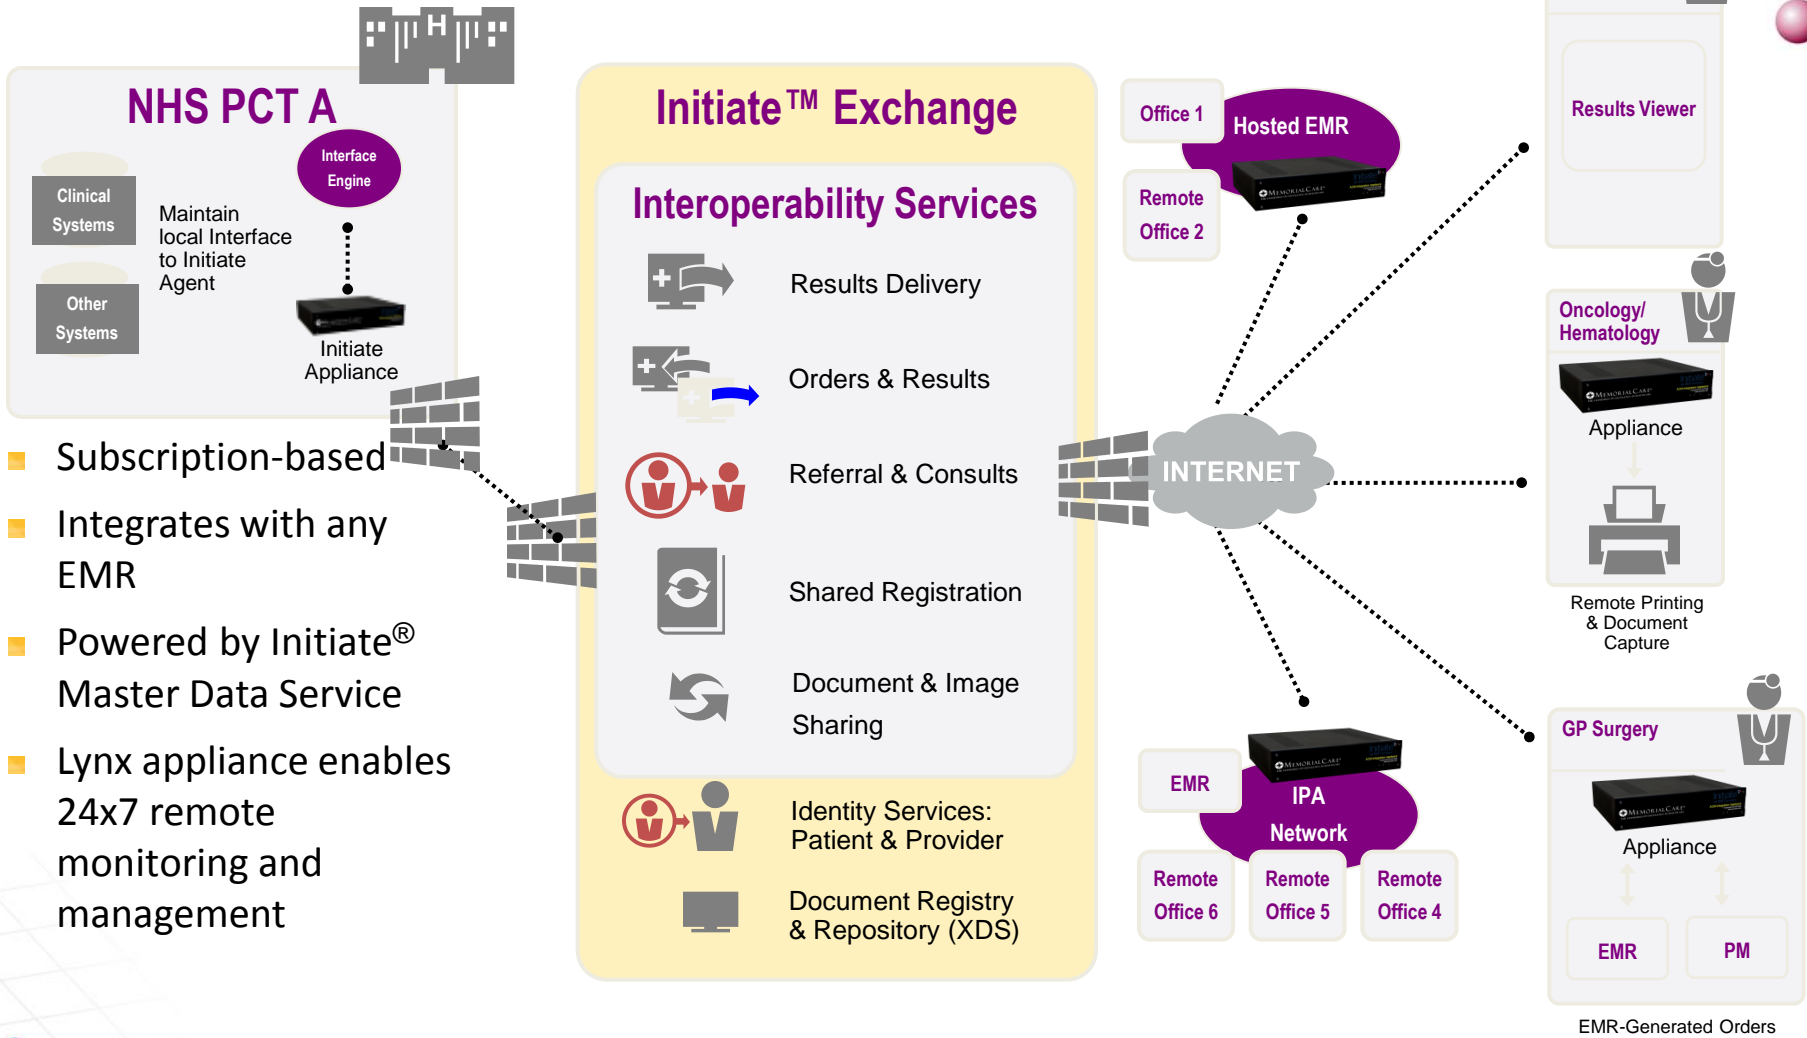 H
NHS PCT A
Interface
Engine
Clinical
Systems
Maintain
local Interface
to Initiate
Agent
Other
Systems
Initiate
Appliance
Subscription-based
Integrates with any
EMR
Powered by Initiate®
Master Data Service
Lynx appliance enables
24x7 remote
monitoring and
management
Initiate™ Exchange
Interoperability Services
Results Delivery
Orders & Results
Referral & Consults
Shared Registration
Document & Image
Sharing
Identity Services:
Patient & Provider
Document Registry
& Repository (XDS)
Office 1
Hosted EMR
MEMORIALCARE
Remote
Office 2
INTERNET
MEMORIALCARE
EMR
IPA
Network
Remote
Office 6
Remote
Office 5
Remote
Office 4
Results Viewer
Oncology/
Hematology
MEMORIALCARE
Appliance
Remote Printing
& Document
Capture
GP Surgery
MEMORIALCARE
Appliance
EMR
PM
EMR-Generated Orders